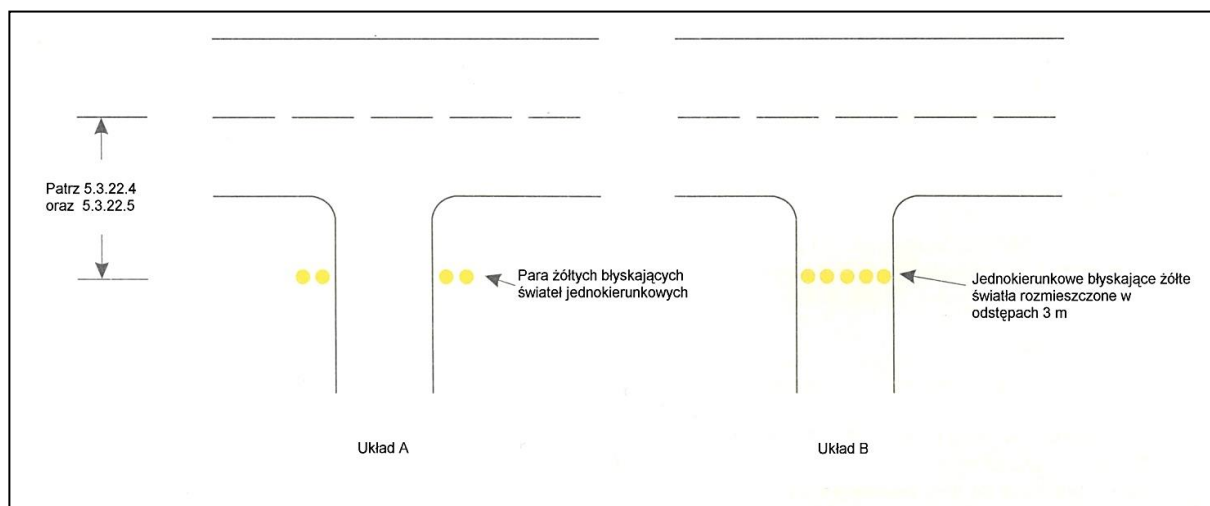 Patrz 5.3.22.4
oraz 5.3.22.5
Para żółtych błyskających
świateł jednokierunkowych
Jednokierunkowe błyskające żółte
światła rozmieszczone w
odstępach 3 m
Układ A
Układ B